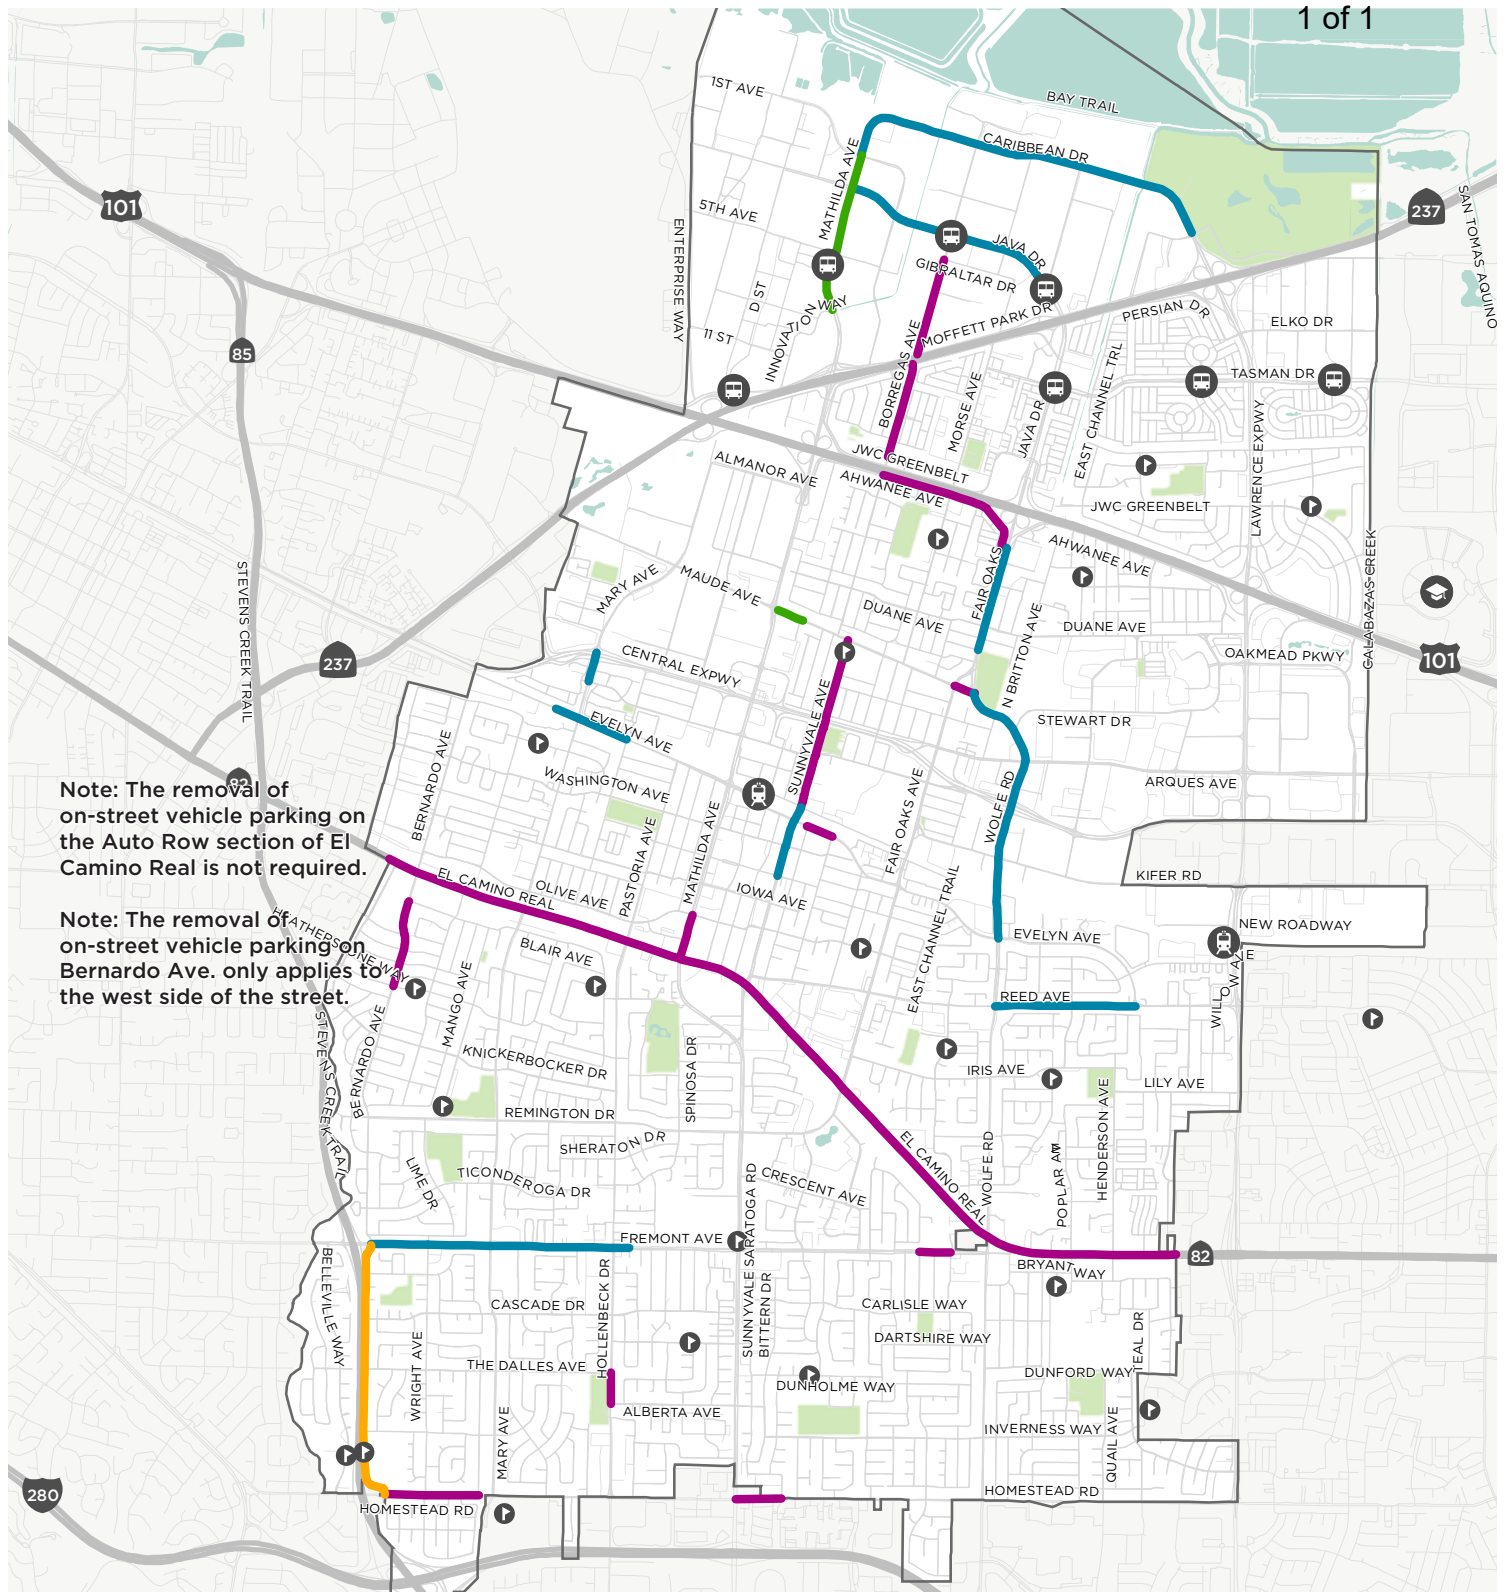 1 of 1
1ST AVE
BAY TRAIL
CARIBBEAN DR
MATHILDA AVE
101
237
SAN TOMAS AQUINO
5TH AVE
ENTERPRISE WAY
JAVA DR
GIBRALTAR DR
D ST
INNOVATION WAY
MOFFETT PARK DR
PERSIAN DR
ELKO DR
11 ST
85
BORREGAS AVE
EAST CHANNEL TRL
TASMAN DR
MORSE AVE
JAVA DR
LAWRENCE EXPWY
JWC GREENBELT
ALMANOR AVE
AHWANEE AVE
JWC GREENBELT
AHWANEE AVE
CALABAZAS CREEK
STEVENS CREEK TRAIL
MARY AVE
MAUDE AVE
FAIR OAKS
DUANE AVE
N BRITTON AVE
DUANE AVE
OAKMEAD PKWY
101
237
CENTRAL EXPWY
SUNNYVALE AVE
STEWART DR
EVELYN AVE
BERNARDO AVE
WASHINGTON AVE
ARQUES AVE
82
Note: The removal of
on-street vehicle parking on
the Auto Row section of El
Camino Real is not required.
WOLFE RD
FAIR OAKS AVE
MATHILDA AVE
PASTORIA AVE
KIFER RD
EL CAMINO REAL
OLIVE AVE
IOWA AVE
EAST CHANNEL TRAIL
HEATHERSTONE WAY
Note: The removal of
on-street vehicle parking on
Bernardo Ave. only applies to
the west side of the street.
NEW ROADWAY
EVELYN AVE
BLAIR AVE
WILLOW AVE
MANGO AVE
REED AVE
BERNARDO AVE
STEVENS CREEK TRAIL
KNICKERBOCKER DR
SPINOSA DR
IRIS AVE
LILY AVE
HENDERSON AVE
REMINGTON DR
SHERATON DR
EL CAMINO REAL
WOLFE RD
POPLAR AVE
LIME DR
TICONDEROGA DR
CRESCENT AVE
SUNNYVALE SARATOGA RD
FREMONT AVE
82
BELLEVILLE WAY
BRYANT WAY
HOLLENBECK DR
BITTERN DR
CASCADE DR
CARLISLE WAY
DARTSHIRE WAY
TEAL DR
WRIGHT AVE
THE DALLES AVE
DUNFORD WAY
DUNHOLME WAY
ALBERTA AVE
INVERNESS WAY
MARY AVE
QUAIL AVE
280
HOMESTEAD RD
HOMESTEAD RD